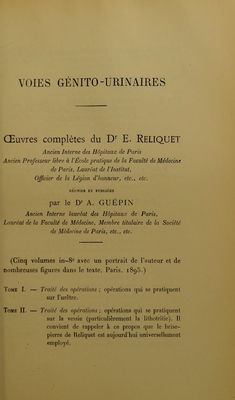 VOIES GÉNITO-URINAIRES
Œuvres complètes du Dr E. RELIQUET
Ancien Interne des Hôpitaux de Paris
Ancien Professeur libre à l'École pratique de la Faculté de Médecine
de Paris, Lauréat de l'Institut,
Officier de la Légion d'honneur, etc., etc.
RÉUNIES ET PUBLIÉES
par le Dr A. GUÉPIN
Ancien Interne lauréat des Hôpitaux de Paris,
Lauréat de la Faculté de Médecine, Membre titulaire de la Société
de Médecine de Paris, etc., etc.
(Cinq volumes in-8° avec un portrait de l'auteur et de
nombreuses figures dans le texte. Paris. 1895.)
TOME I. — Traité des opérations ; opérations qui se pratiquent
sur l'urètre.
TOME II. — Traité des opérations ; opérations qui se pratiquent
sur la vessie (particulièrement la lithotritie). Il
convient de rappeler à ce propos que le brise-
pierre de Reliquet est aujourd'hui universellement
employé.